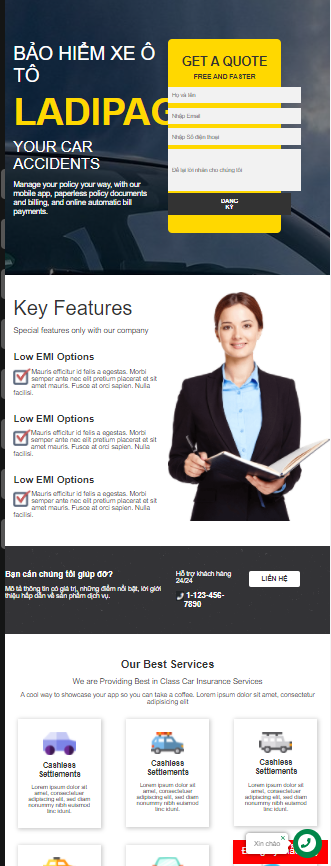 BẢO HIỂM XE Ô
TÔ
LADIPAG
YOUR CAR
ACCIDENTS
Manage your policy your way, with our
mobile app, paperless policy documents
and billing, and online automatic bill
payments.
GET A QUOTE
FREE AND FASTER
Họ và tên
Nhập Email
Nhập Số điện thoại
Để lại lời nhắn cho chúng tôi
ĐĂNG
KÝ
Key Features
Special features only with our company
Low EMI Options
Mauris efficitur id felis a egestas. Morbi
semper ante nec elit pretium placerat et sit
amet mauris. Fusce at orci sapien. Nulla
facilisi.
Low EMI Options
Mauris efficitur id felis a egestas. Morbi
semper ante nec elit pretium placerat et sit
amet mauris. Fusce at orci sapien. Nulla
facilisi.
Low EMI Options
Mauris efficitur id felis a egestas. Morbi
semper ante nec elit pretium placerat et sit
amet mauris. Fusce at orci sapien. Nulla
facilisi.
Bạn cần chúng tôi giúp đỡ?
Mô tả thông tin có giá trị, những điểm nổi bật, lời giới
thiệu hấp dẫn về sản phẩm dịch vụ.
Hỗ trợ khách hàng
24/24
1-123-456-
7890
LIÊN HỆ
Our Best Services
We are Providing Best in Class Car Insurance Services
A cool way to showcase your app so you can take a coffee. Lorem ipsum dolor sit amet, consectetur
adipisicing elit
Cashless
Settlements
Lorem ipsum dolor sit
amet, consectetuer
adipiscing elit, sed diam
nonummy nibh euismod
tinc idunt.
Cashless
Settlements
Lorem ipsum dolor sit
amet, consectetuer
adipiscing elit, sed diam
nonummy nibh euismod
tinc idunt.
Cashless
Settlements
Lorem ipsum dolor sit
amet, consectetuer
adipiscing elit, sed diam
nonummy nibh euismod
tinc idunl.
Xin chào